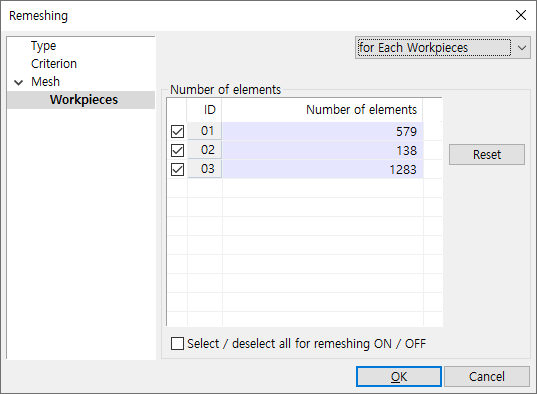 Remeshing
Type
Criterion
Mesh
Workpieces
for Each Workpieces
Number of elements
ID Number of elements
01 579
02 138
03 1283
Reset
Select / deselect all for remeshing ON / OFF
OK Cancel